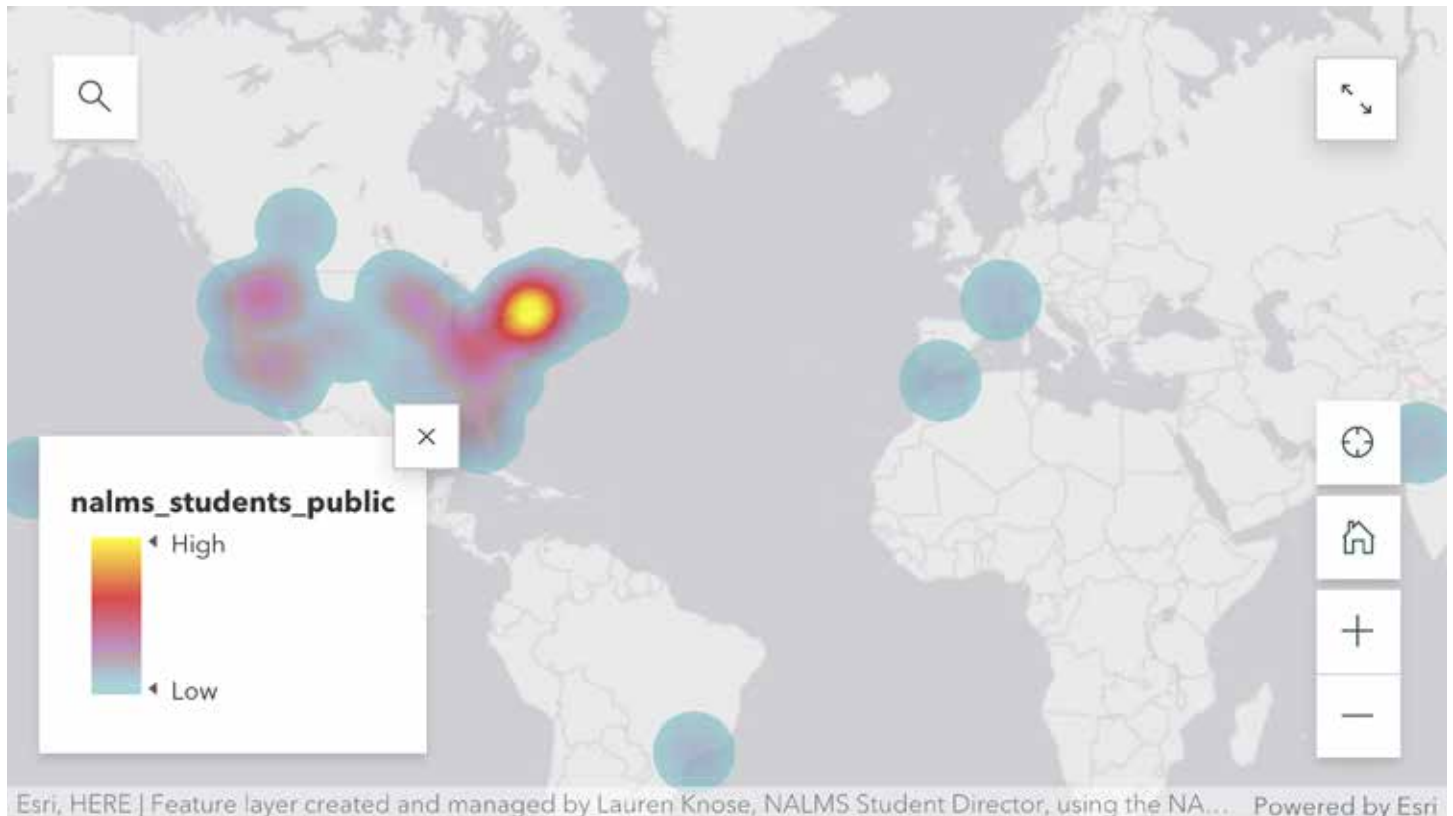 nalms_students_public
High
Low
Esri, HERE | Feature layer created and managed by Lauren Knose, NALMS Student Director, using the NA... Powered by Esri